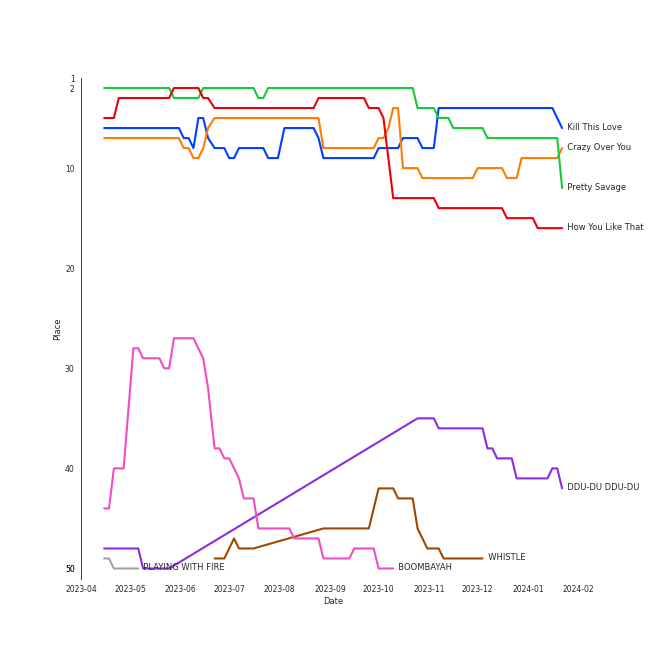 1
2
Kill This Love
Crazy Over You
10
Pretty Savage
How You Like That
20
Place
30
40
DDU-DU DDU-DU
WHISTLE
50
PLAYING WITH FIRE
BOOMBAYAH
2023-04 2023-05 2023-06 2023-07 2023-08 2023-09 2023-10 2023-11 2023-12 2024-01 2024-02
Date